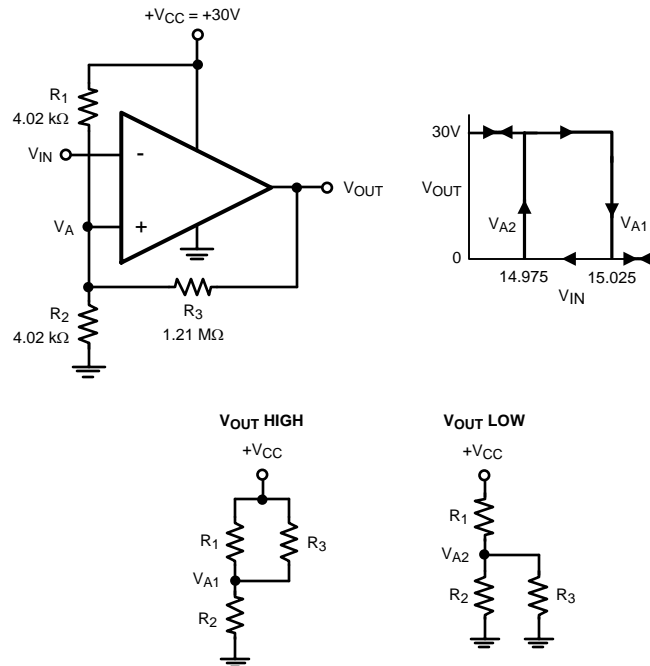 +VCC = +30V
R1
4.02 kΩ
VIN
-
VA
+
VOUT
R2
4.02 kΩ
R3
1.21 MΩ
30V
VOUT
VA2
VA1
0
14.975
15.025
VIN
VOUT HIGH
+VCC
R1
R3
VA1
R2
VOUT LOW
+VCC
R1
VA2
R2
R3